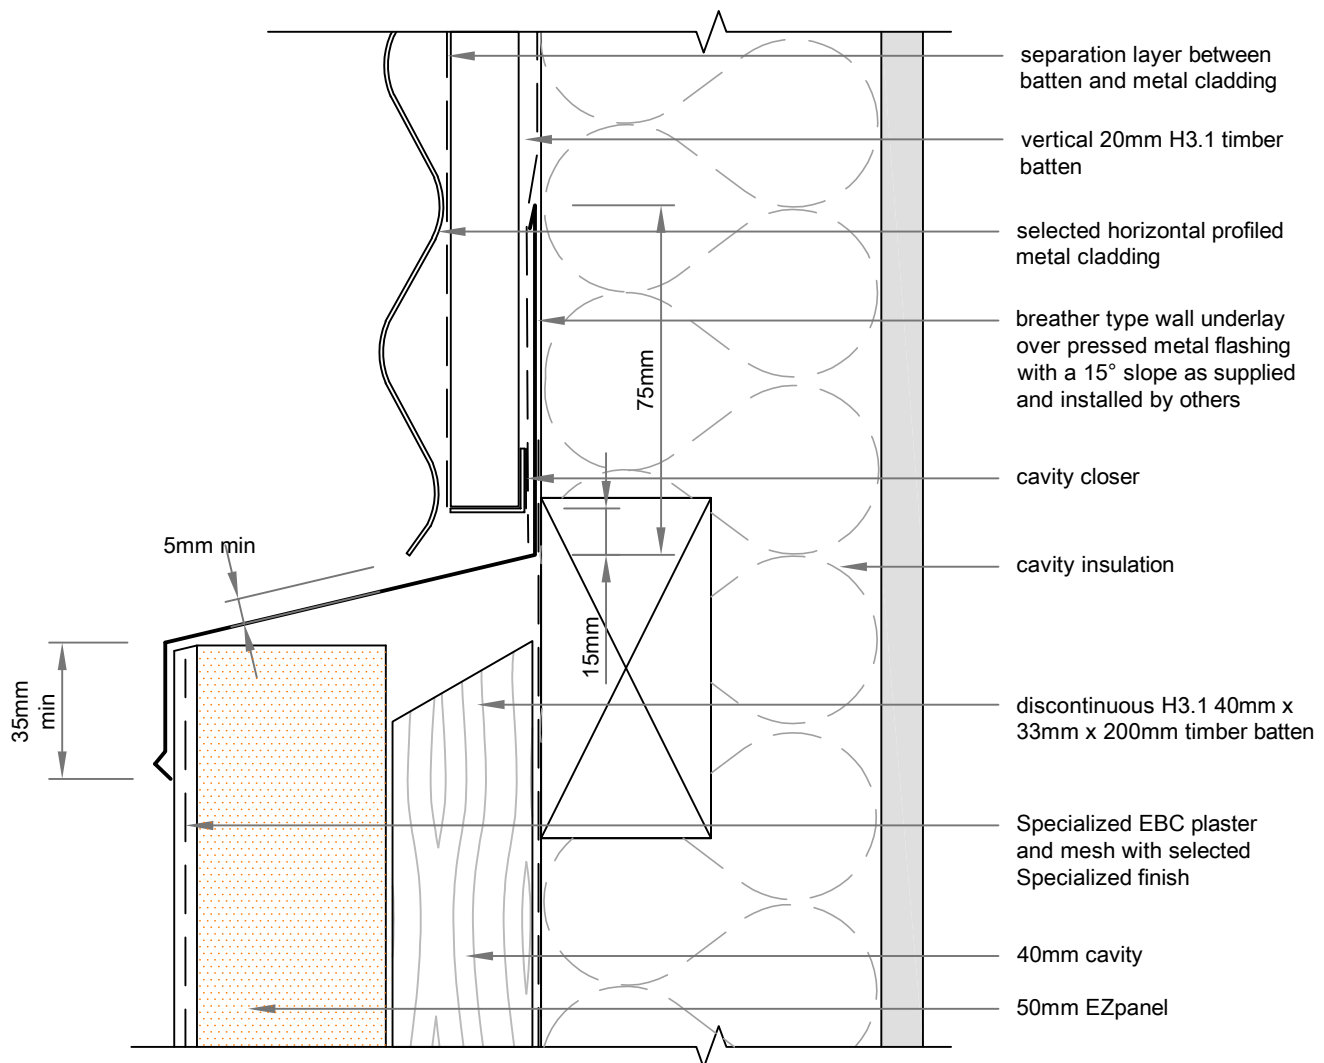 separation layer between
batten and metal cladding
vertical 20mm H3.1 timber
batten
selected horizontal profiled
metal cladding
breather type wall underlay
over pressed metal flashing
with a 15° slope as supplied
and installed by others
75mm
cavity closer
5mm min
cavity insulation
15mm
35mm
min
discontinuous H3.1 40mm x
33mm x 200mm timber batten
Specialized EBC plaster
and mesh with selected
Specialized finish
40mm cavity
50mm EZpanel